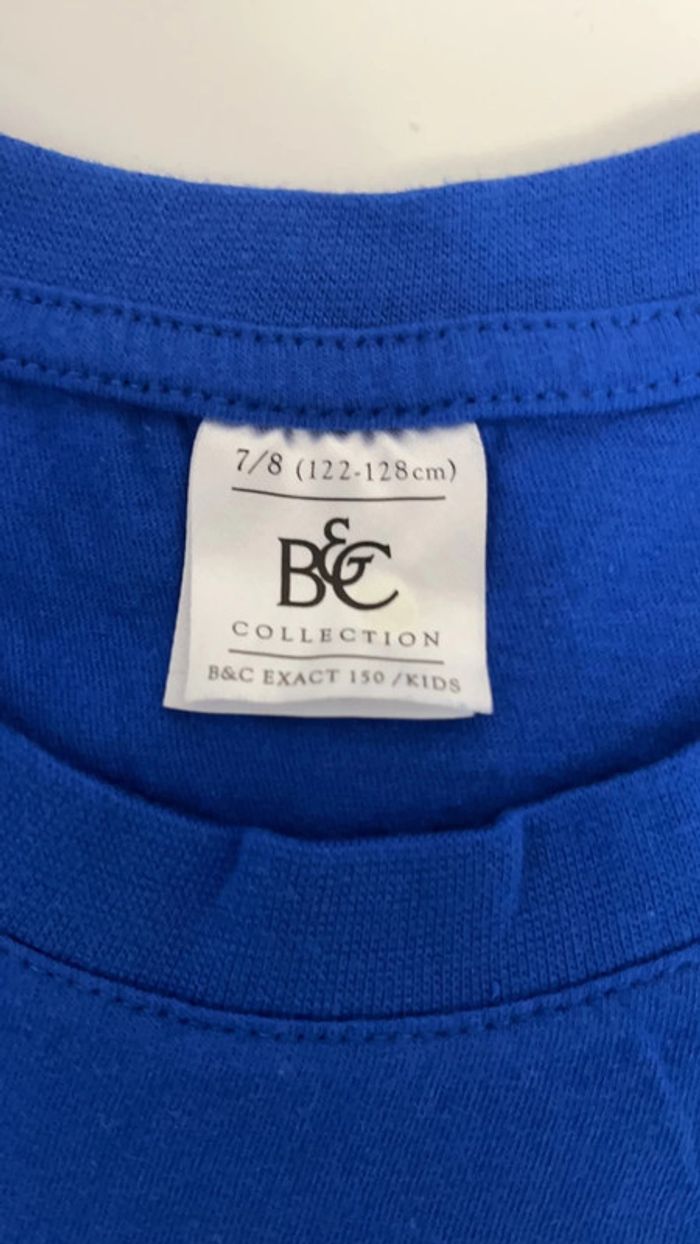 7/8 (122-128cm)
B&C
COLLECTION
B&C EXACT 150 /KIDS